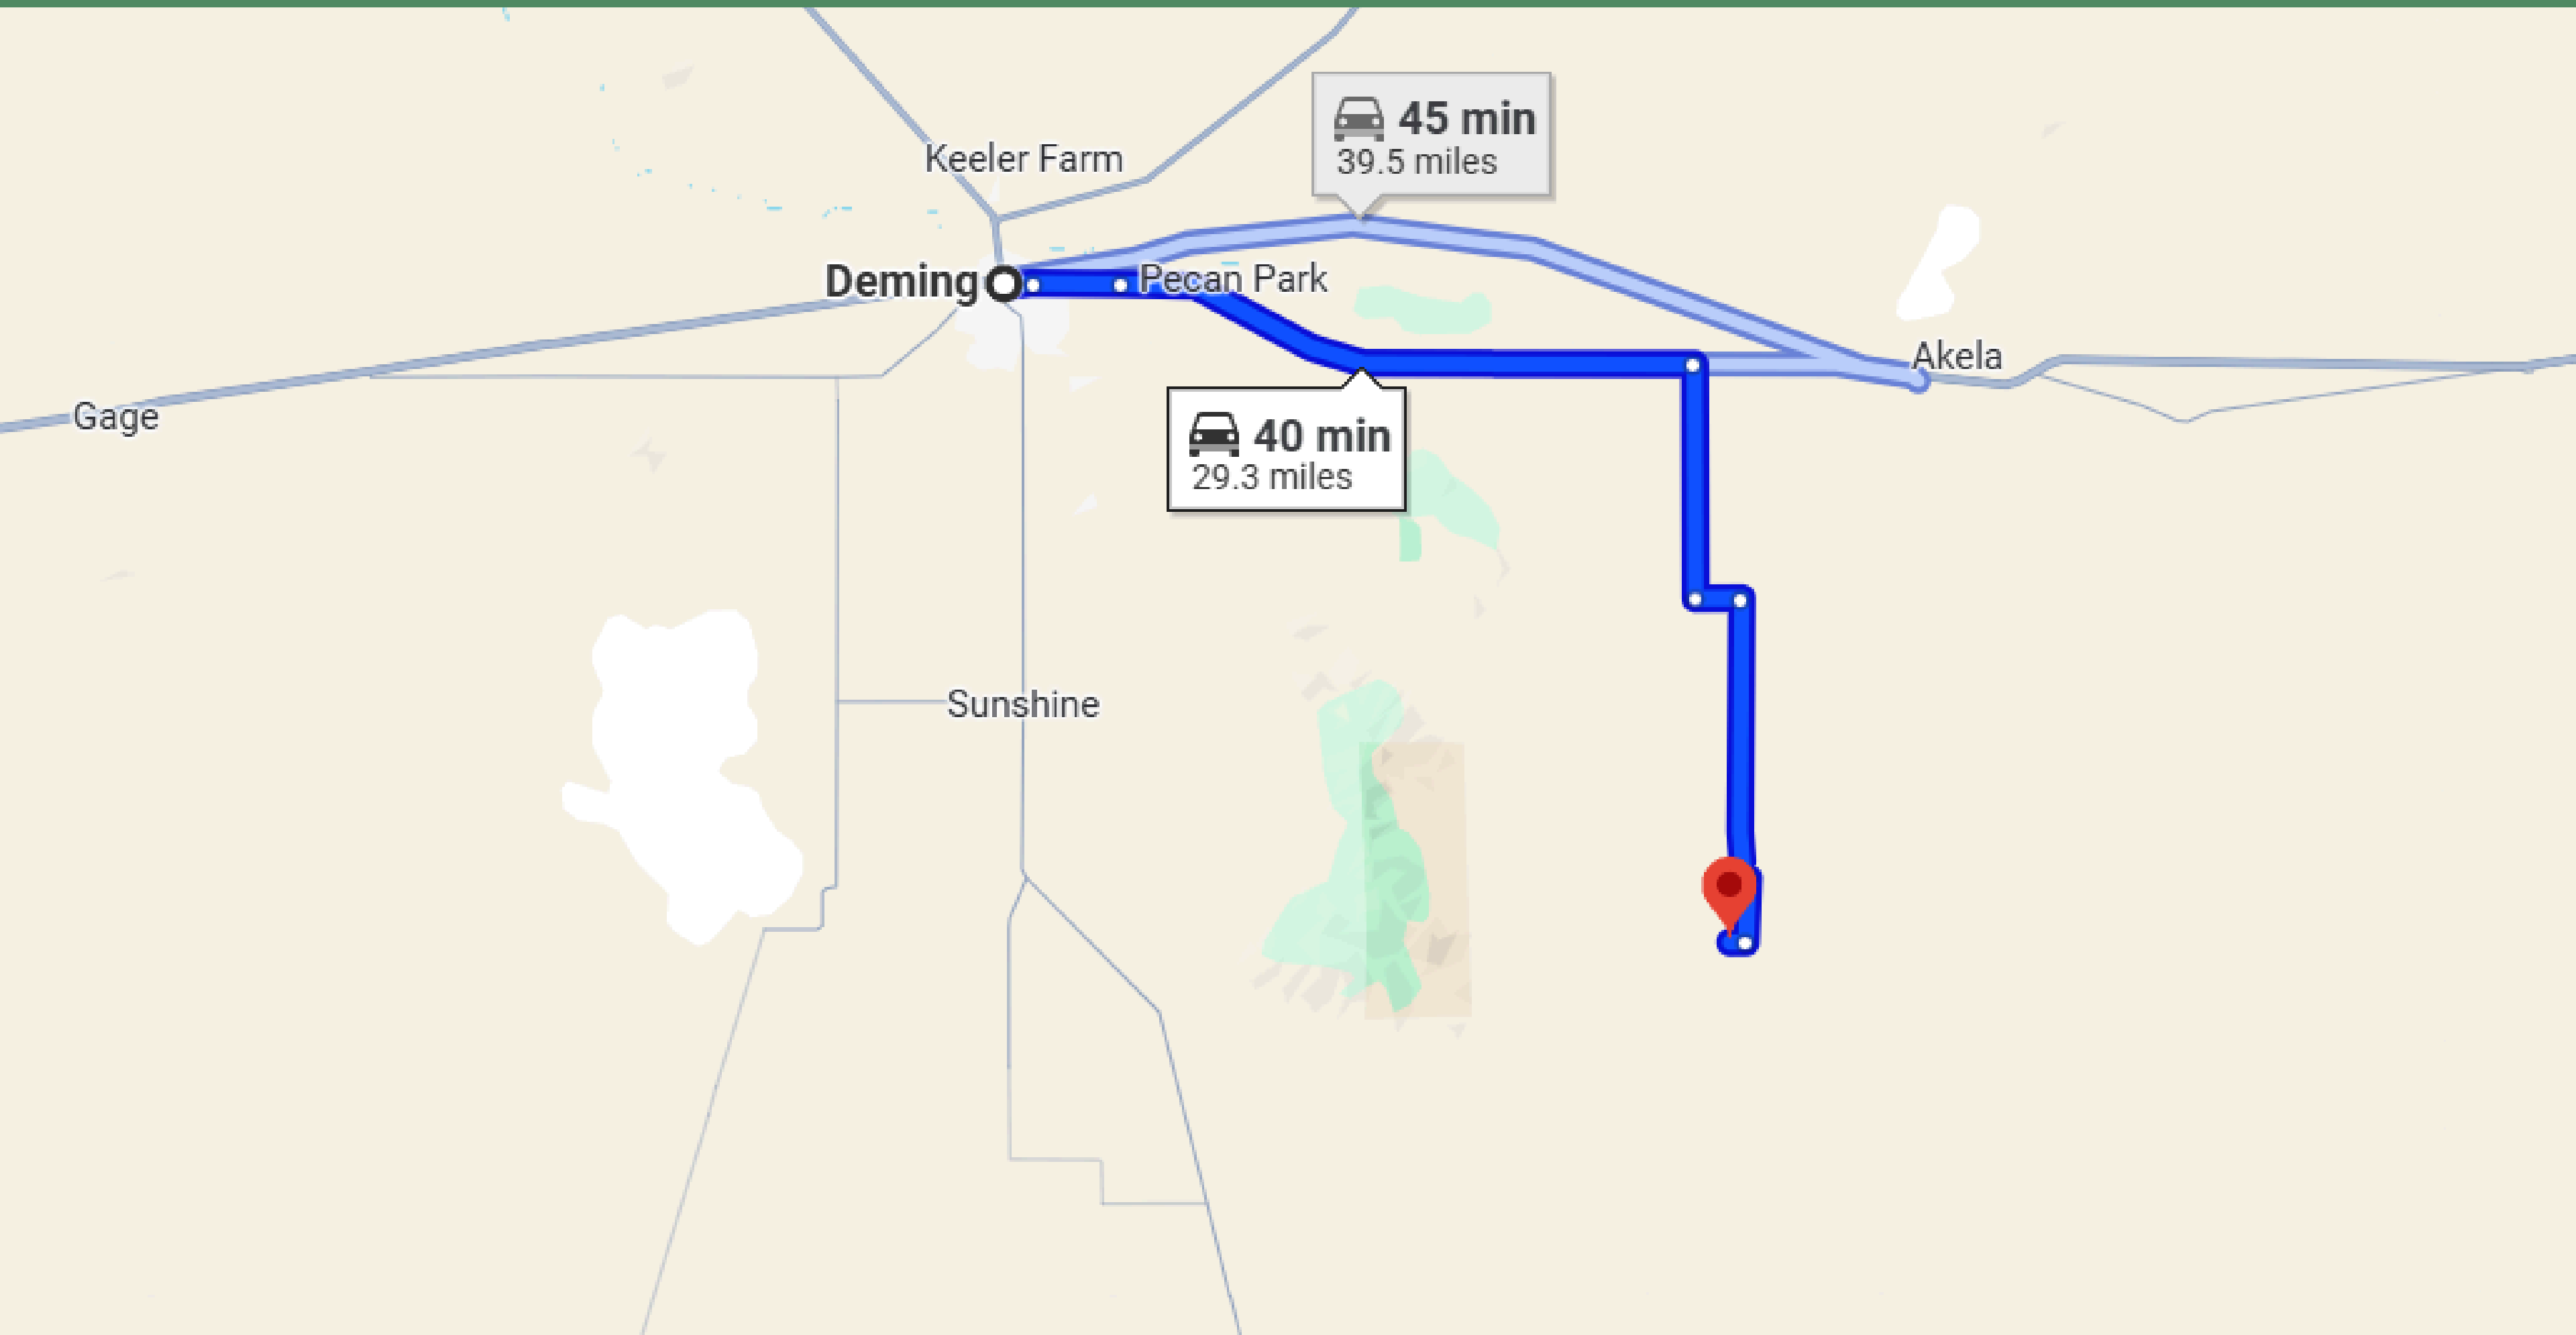 45 min
39.5 miles
Keeler Farm
Deming
Pecan Park
Akela
Gage
40 min
29.3 miles
Sunshine